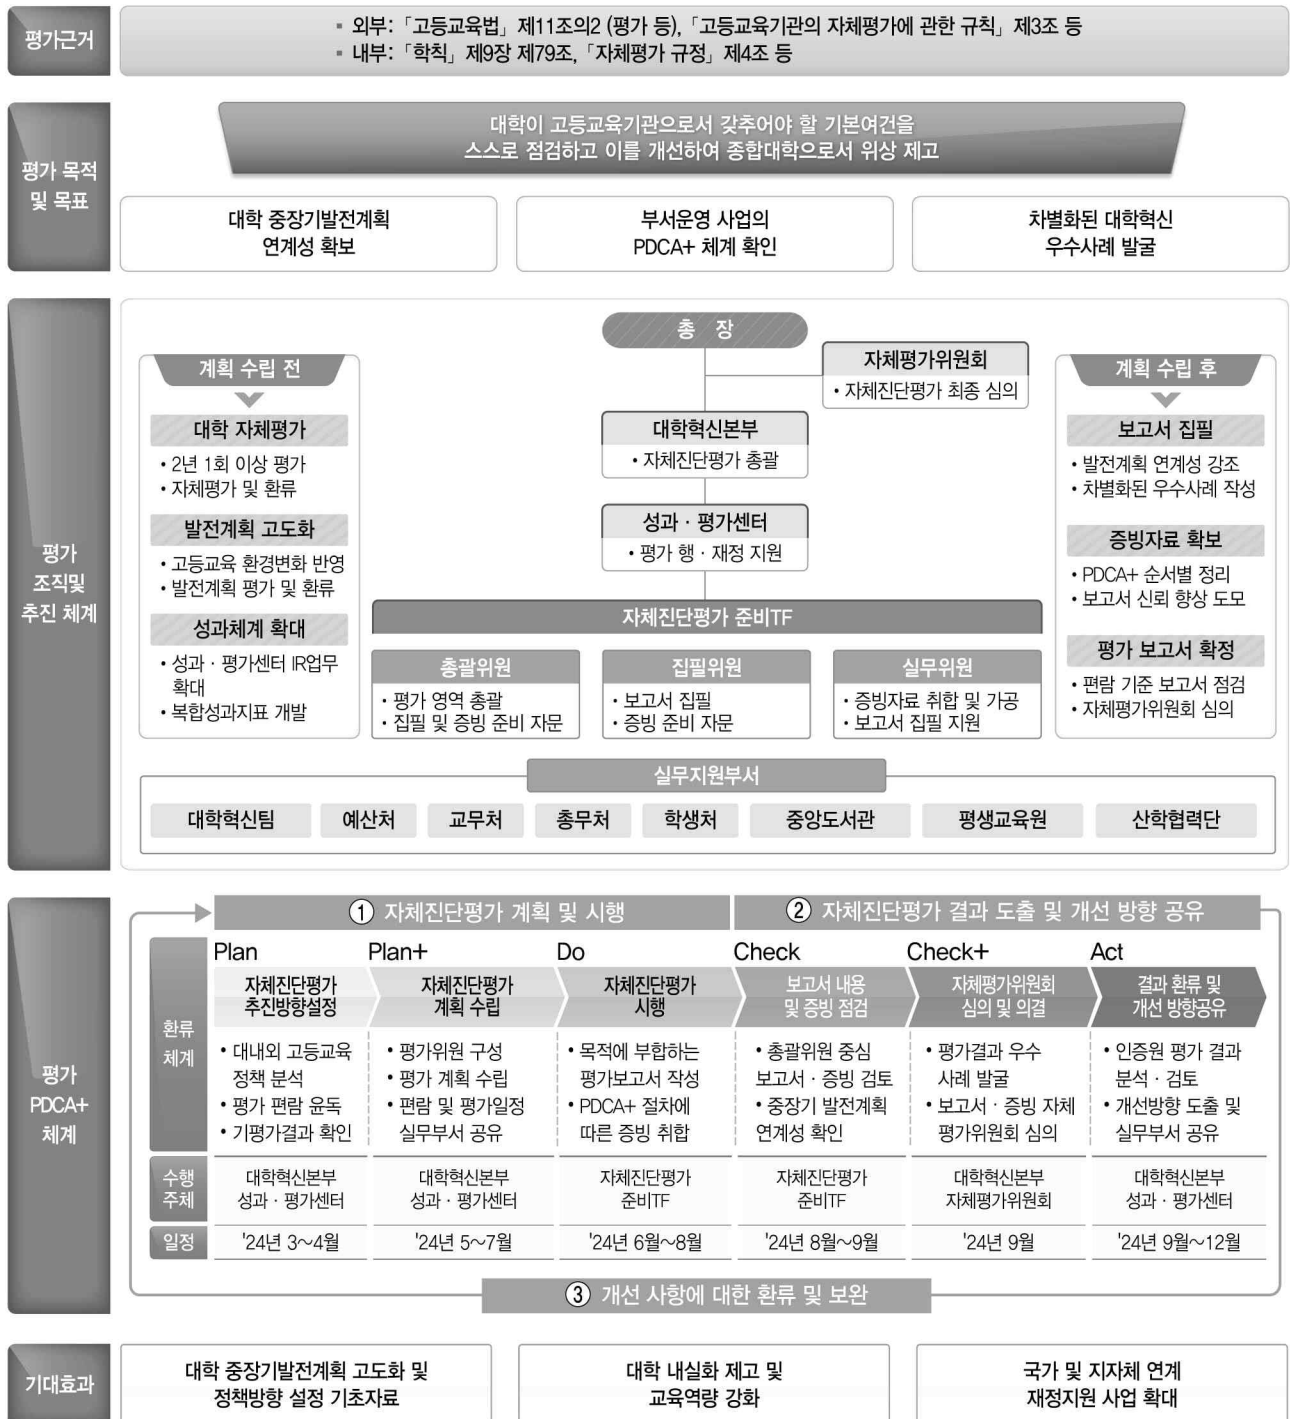 평가근거
▪ 외부: 「고등교육법」 제11조의2 (평가 등), 「고등교육기관의 자체평가에 관한 규칙」 제3조 등
▪ 내부: 「학칙」 제9장 제79조, 「자체평가 규정」 제4조 등
평가 목적
및 목표
대학이 고등교육기관으로서 갖추어야 할 기본여건을
스스로 점검하고 이를 개선하여 종합대학으로서 위상 제고
대학 중장기발전계획
연계성 확보
부서운영 사업의
PDCA+ 체계 확인
차별화된 대학혁신
우수사례 발굴
평가
조직및
추진 체계
계획 수립 전
대학 자체평가
• 2년 1회 이상 평가
• 자체평가 및 환류
발전계획 고도화
• 고등교육 환경변화 반영
• 발전계획 평가 및 환류
성과체계 확대
• 성과 · 평가센터 IR업무
확대
• 복합성과지표 개발
총 장
자체평가위원회
• 자체진단평가 최종 심의
대학혁신본부
• 자체진단평가 총괄
성과 · 평가센터
• 평가 행 · 재정 지원
자체진단평가 준비TF
총괄위원
• 평가 영역 총괄
• 집필 및 증빙 준비 자문
집필위원
• 보고서 집필
• 증빙 준비 자문
실무위원
• 증빙자료 취합 및 가공
• 보고서 집필 지원
계획 수립 후
보고서 집필
• 발전계획 연계성 강조
• 차별화된 우수사례 작성
증빙자료 확보
• PDCA+ 순서별 정리
• 보고서 신뢰 향상 도모
평가 보고서 확정
• 편람 기준 보고서 점검
• 자체평가위원회 심의
실무지원부서
대학혁신팀 예산처 교무처 총무처 학생처 중앙도서관 평생교육원 산학협력단
평가
PDCA+
체계
① 자체진단평가 계획 및 시행
② 자체진단평가 결과 도출 및 개선 방향 공유
환류
체계
Plan
자체진단평가
추진방향설정
• 대내외 고등교육
정책 분석
• 평가 편람 윤독
• 기평가결과 확인
Plan+
자체진단평가
계획 수립
• 평가위원 구성
• 평가 계획 수립
• 편람 및 평가일정
실무부서 공유
Do
자체진단평가
시행
• 목적에 부합하는
평가보고서 작성
• PDCA+ 절차에
따른 증빙 취합
Check
보고서 내용
및 증빙 점검
• 총괄위원 중심
보고서 · 증빙 검토
• 중장기 발전계획
연계성 확인
Check+
자체평가위원회
심의 및 의결
• 평가결과 우수
사례 발굴
• 보고서 · 증빙 자체
평가위원회 심의
Act
결과 환류 및
개선 방향공유
• 인증원 평가 결과
분석 · 검토
• 개선방향 도출 및
실무부서 공유
수행
주체
대학혁신본부
성과 · 평가센터
대학혁신본부
성과 · 평가센터
자체진단평가
준비TF
자체진단평가
준비TF
대학혁신본부
자체평가위원회
대학혁신본부
성과 · 평가센터
일정
'24년 3~4월 '24년 5~7월 '24년 6월~8월 '24년 8월~9월 '24년 9월 '24년 9월~12월
③ 개선 사항에 대한 환류 및 보완
기대효과
대학 중장기발전계획 고도화 및
정책방향 설정 기초자료
대학 내실화 제고 및
교육역량 강화
국가 및 지자체 연계
재정지원 사업 확대